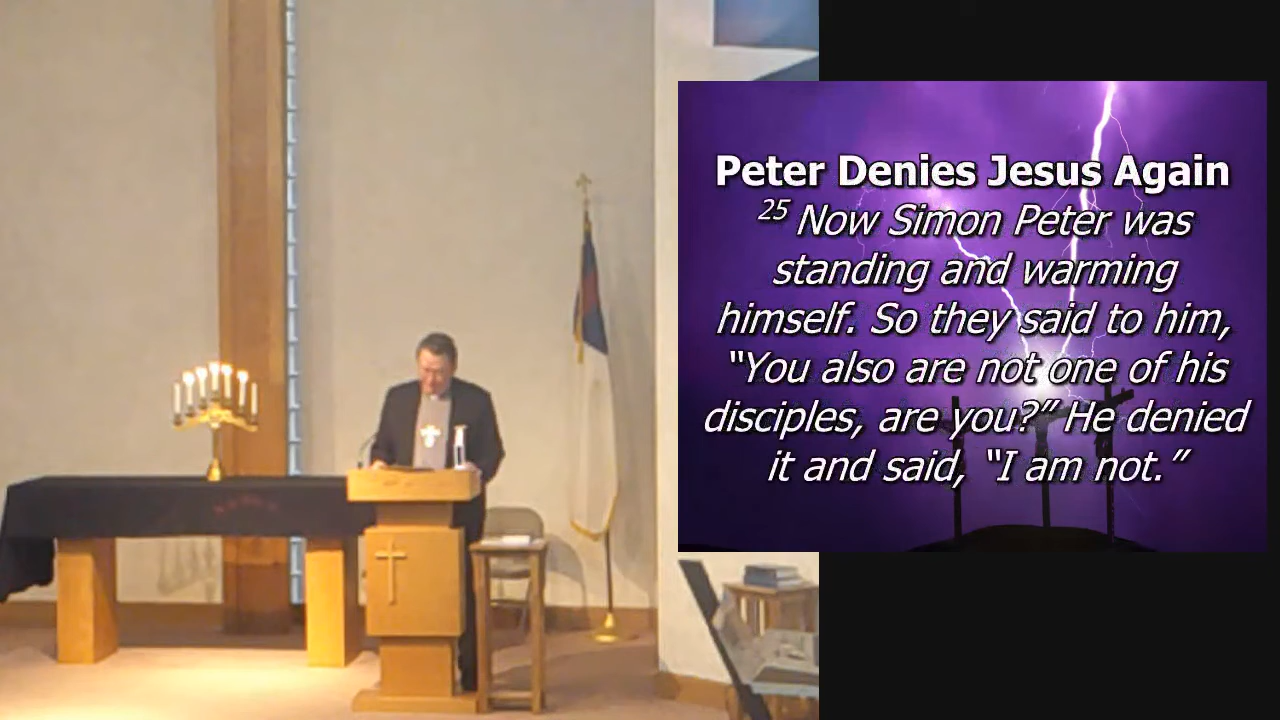 Peter Denies Jesus Again
25 Now Simon Peter was
standing and warming
himself. So they said to him,
“You also are not one of his
disciples, are you?” He denied
it and said, “I am not.”